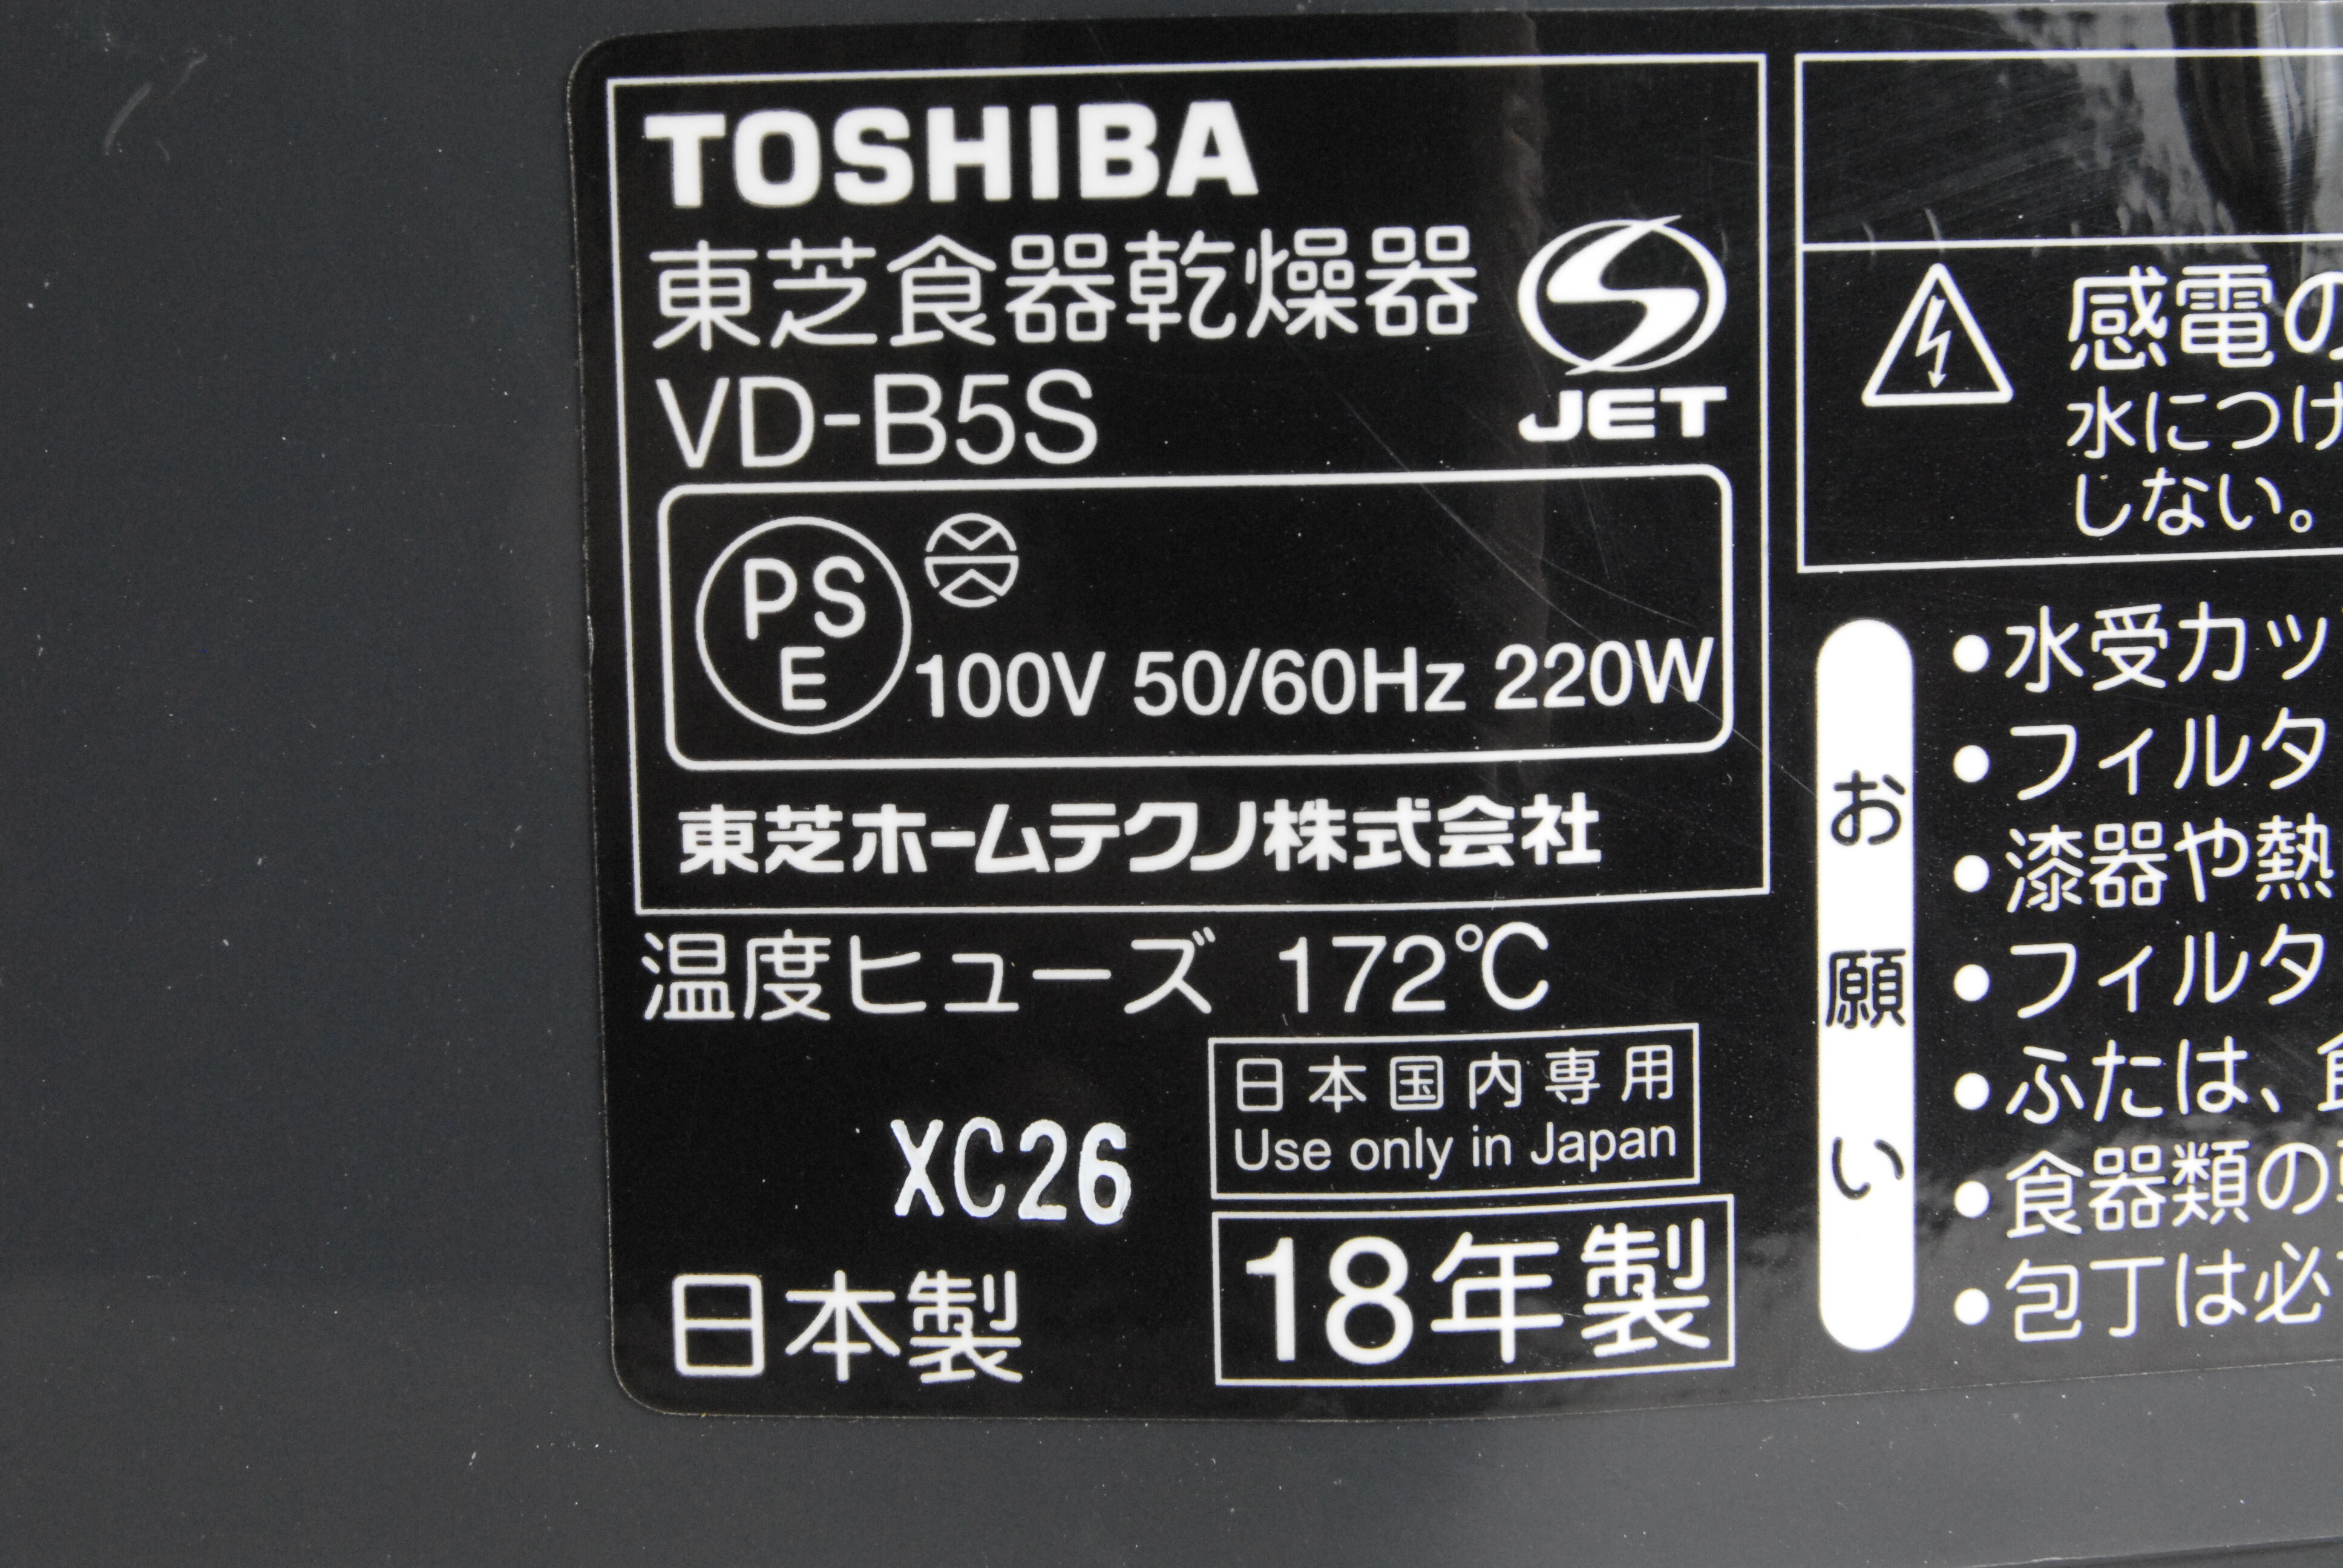 TOSHIBA
東芝食器乾燥器
VD-B5S
JET
PS
E
100V 50/60Hz 220W
東芝ホームテクノ株式会社
温度ヒューズ 172℃
日本国内専用
Use only in Japan
XC26
18年製
日本製
感電の
水につけ
しない。
お願い
•水受カッ
•フィルタ
•漆器や熱
•フィルタ
•ふたは、食
•食器類の
•包丁は必